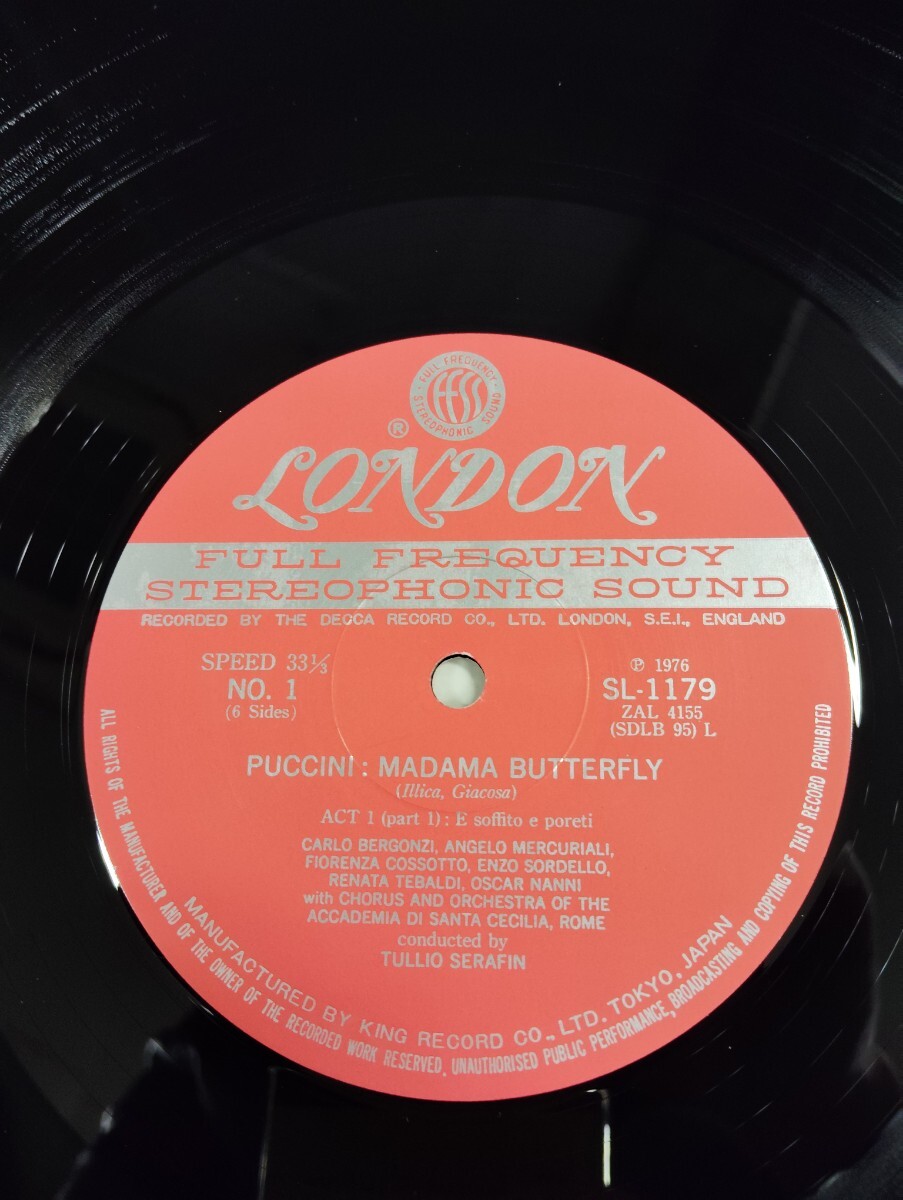 FULL FREQUENCY
FFSS
STEREOPHONIC SOUND
®
LONDON
FULL FREQUENCY
STEREOPHONIC SOUND
RECORDED BY THE DECCA RECORD CO., LTD. LONDON, S.E.I., ENGLAND
SPEED 33⅓
NO. 1
(6 Sides)
℗ 1976
SL-1179
ZAL 4155
(SDLB 95) L
PUCCINI : MADAMA BUTTERFLY
(Illica, Giacosa)
ACT 1 (part 1) : E soffito e poreti
CARLO BERGONZI, ANGELO MERCURIALI,
FIORENZA COSSOTTO, ENZO SORDELLO,
RENATA TEBALDI, OSCAR NANNI
with CHORUS AND ORCHESTRA OF THE
ACCADEMIA DI SANTA CECILIA, ROME
conducted by
TULLIO SERAFIN
MANUFACTURED BY KING RECORD CO., LTD. TOKYO, JAPAN
ALL RIGHTS OF THE MANUFACTURER AND OF THE OWNER OF THE RECORDED WORK RESERVED. UNAUTHORISED PUBLIC PERFORMANCE, BROADCASTING AND COPYING OF THIS RECORD PROHIBITED